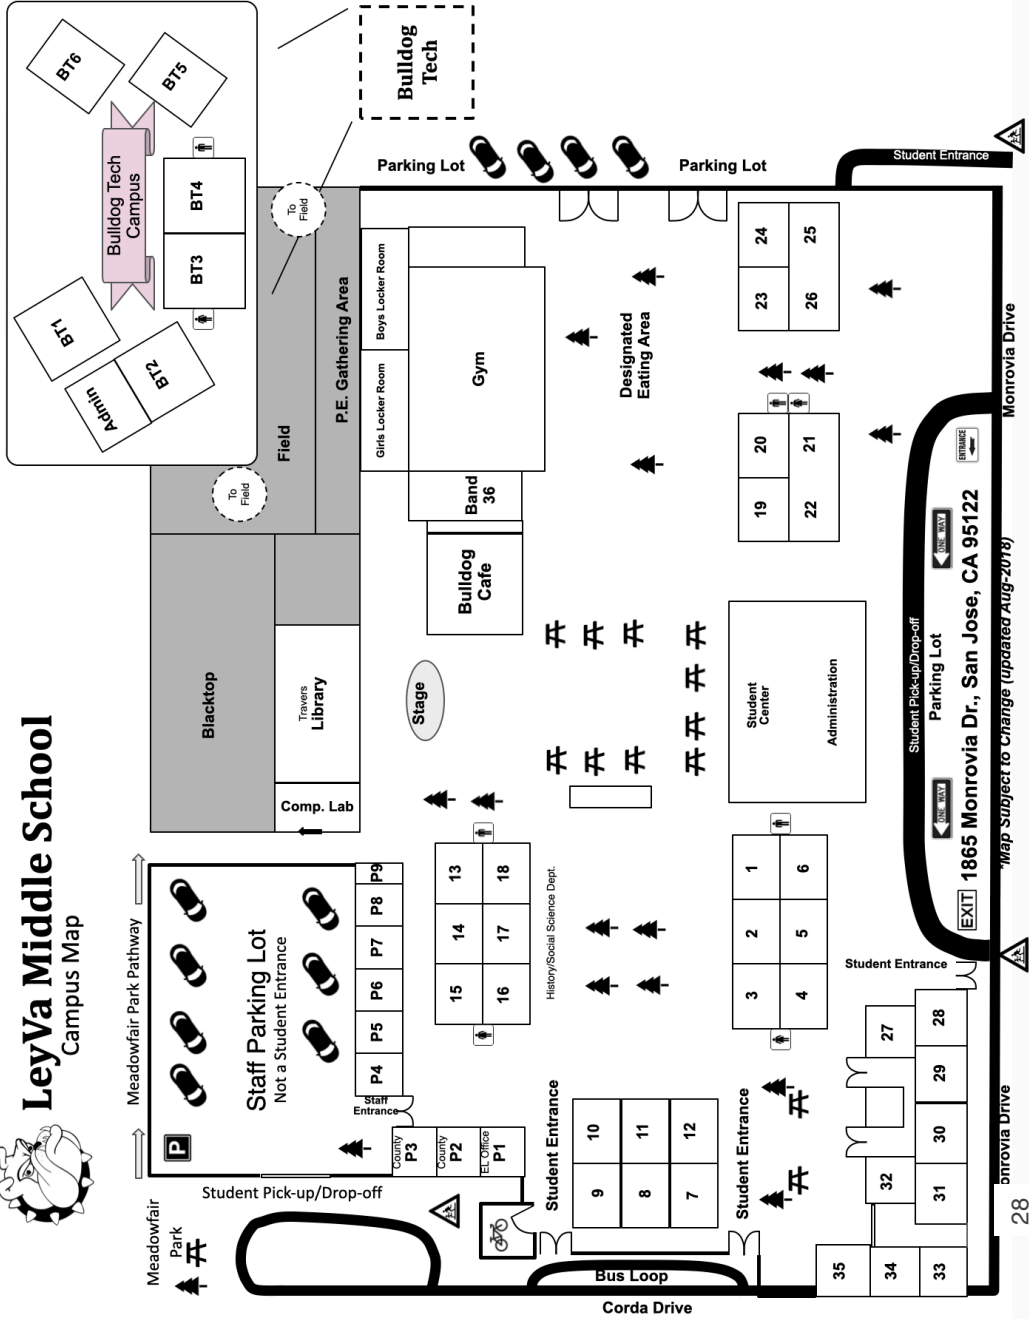 LeyVa Middle School
Campus Map
BT6
BT5
Bulldog Tech
Campus
BT4
BT3
BT1
BT2
Admin
Bulldog
Tech
Parking Lot
Parking Lot
Student Entrance
To
Field
To
Field
Field
P.E. Gathering Area
Boys Locker Room
Girls Locker Room
Gym
Band
36
Bulldog
Cafe
Designated
Eating Area
24
25
23
26
20
21
19
22
Monrovia Drive
ENTRANCE
ONE WAY
ONE WAY
Student Pick-up/Drop-off
Parking Lot
EXIT
1865 Monrovia Dr., San Jose, CA 95122
*Map Subject to Change (updated Aug-2018)
Blacktop
Travers
Library
Comp. Lab
Stage
Student
Center
Administration
Meadowfair Park Pathway
Staff Parking Lot
Not a Student Entrance
P
P9
P8
P7
P6
P5
P4
Staff
Entrance
County
P3
County
P2
EL Office
P1
13
18
14
17
15
16
History/Social Science Dept.
1
6
2
5
3
4
Student Entrance
27
28
29
30
31
32
33
34
35
Student Entrance
10
11
12
9
8
7
Student Entrance
Student Pick-up/Drop-off
Meadowfair
Park
Bus Loop
Corda Drive
onrovia Drive
28